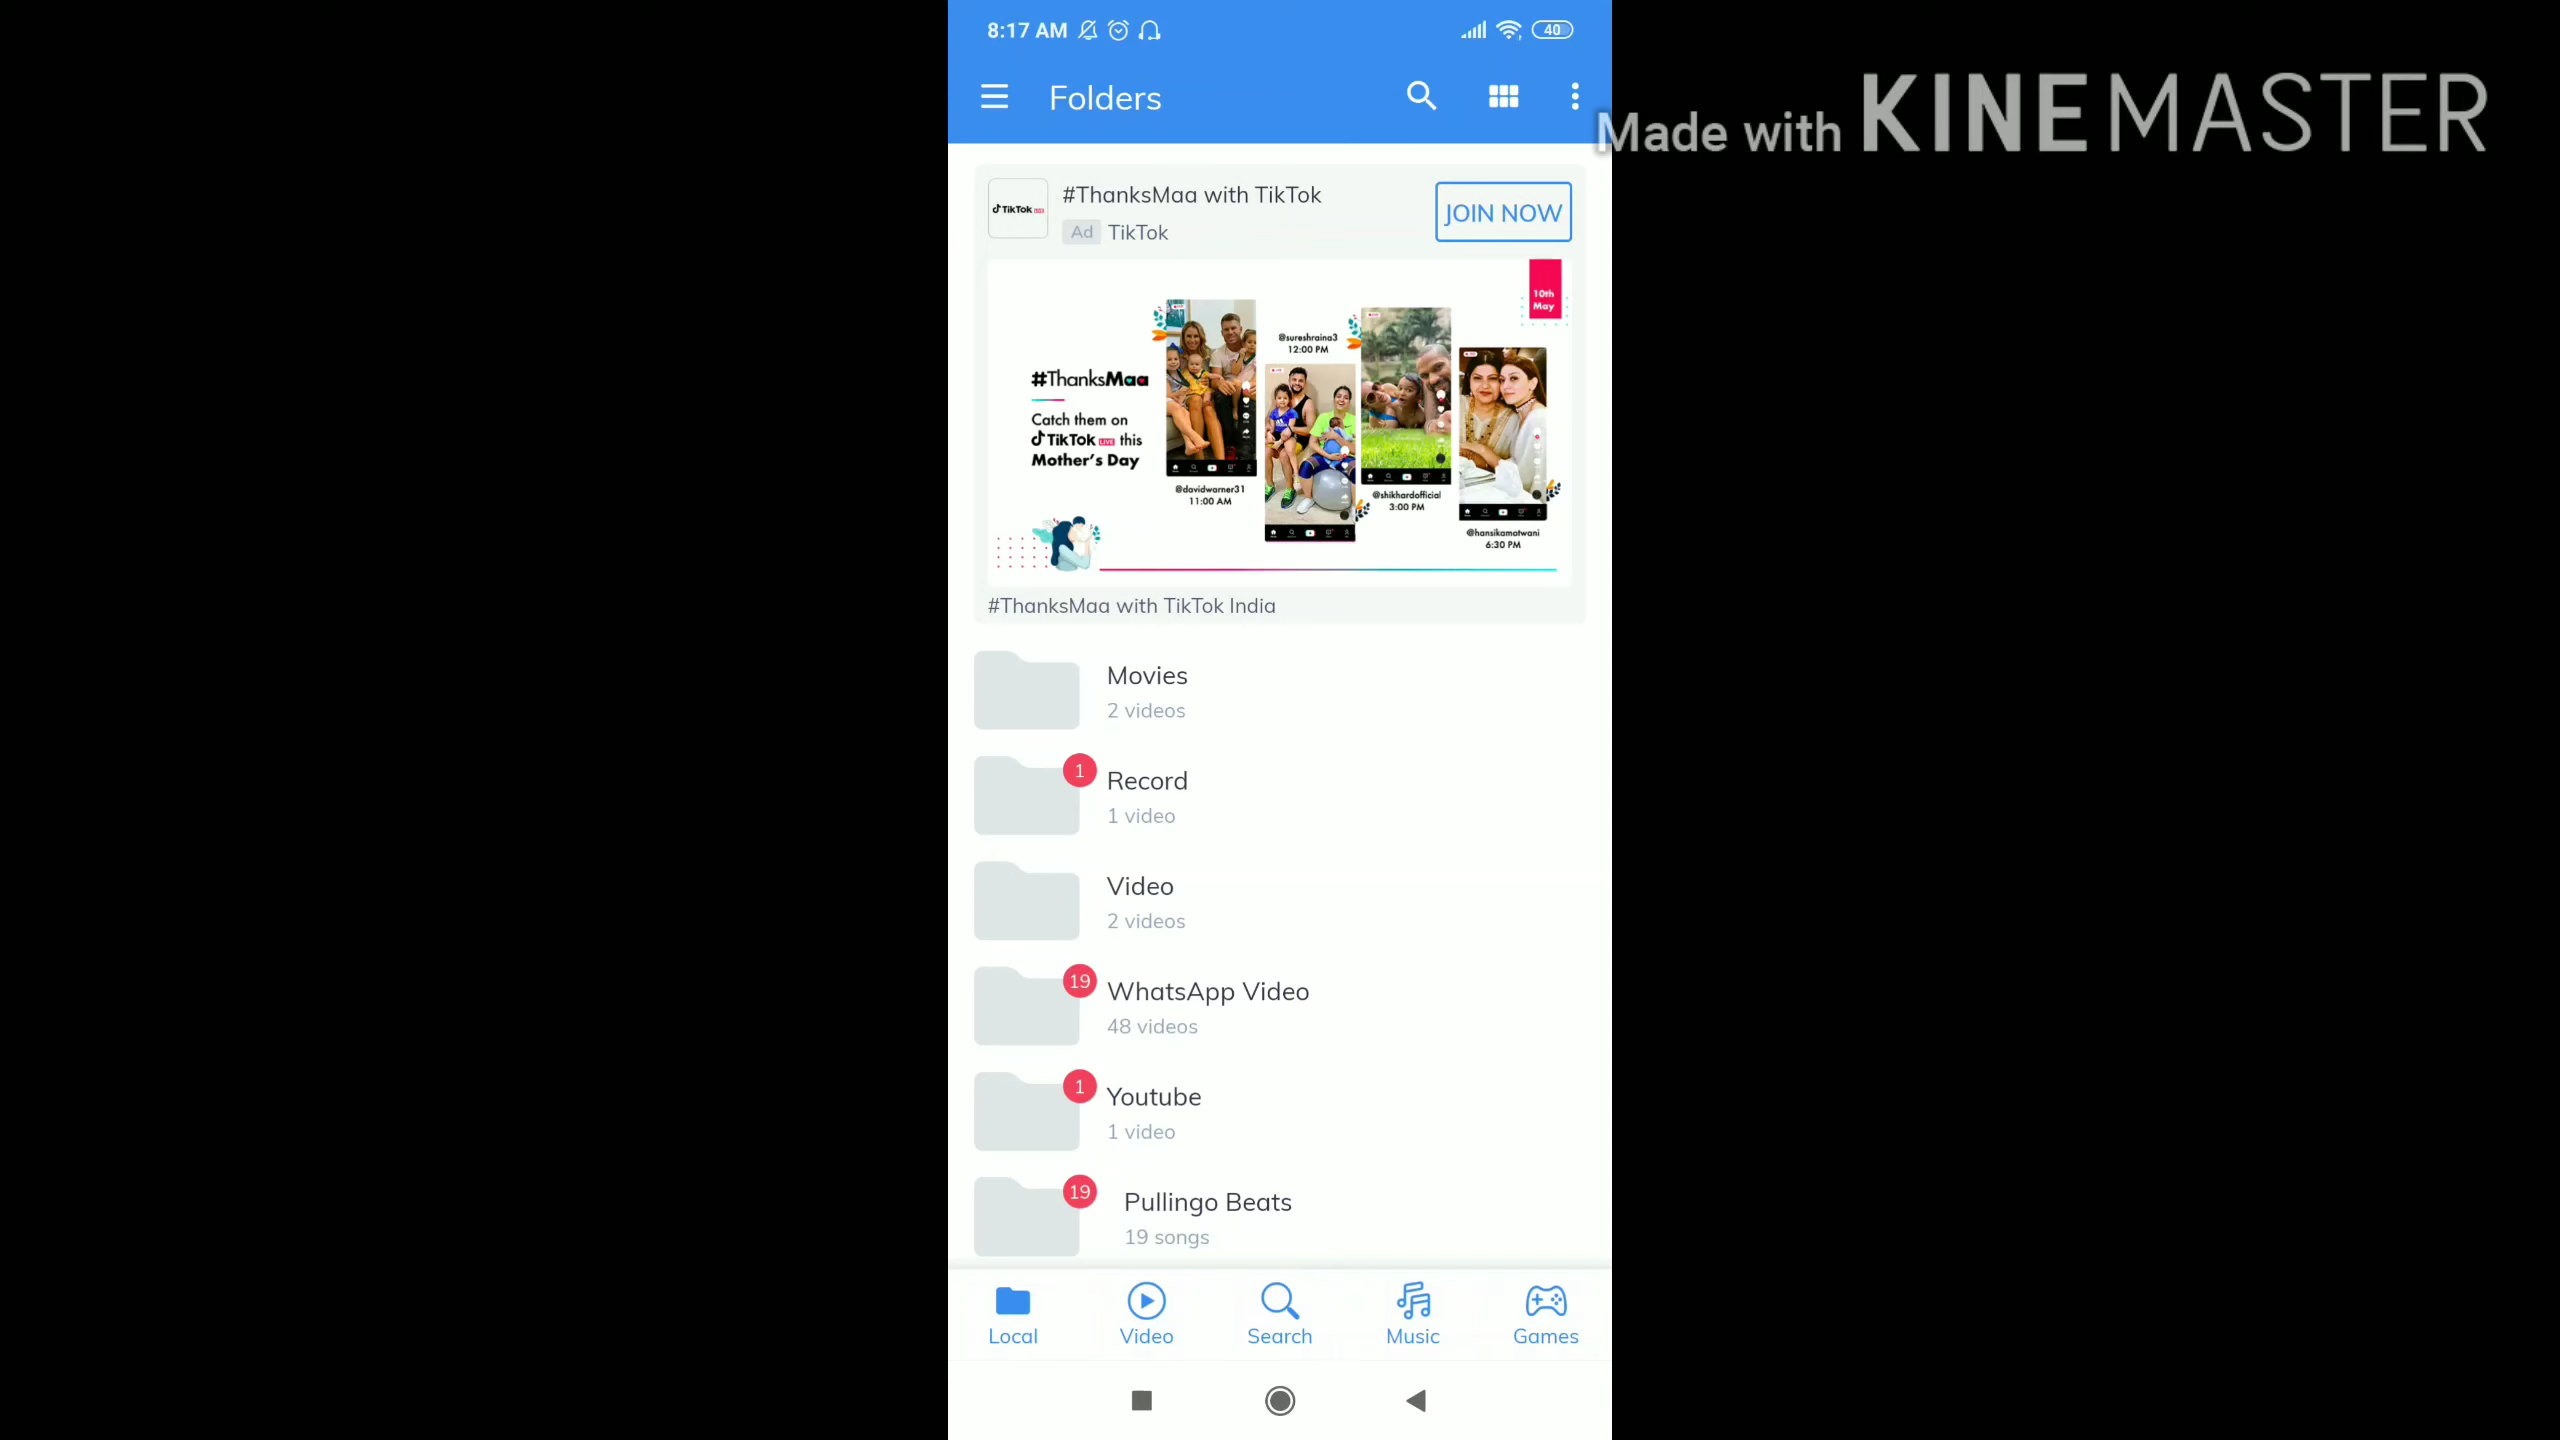 8:17 AM
40
Folders
Made with KINEMASTER
TikTok
#ThanksMaa with TikTok
Ad TikTok
JOIN NOW
10th
May
#ThanksMaa
Catch them on
TikTok LIVE this
Mother's Day
@davidwarner31
11:00 AM
@sureshraina3
12:00 PM
@shikhardofficial
3:00 PM
@hansikamotwani
6:30 PM
#ThanksMaa with TikTok India
Movies
2 videos
1
Record
1 video
Video
2 videos
19
WhatsApp Video
48 videos
1
Youtube
1 video
19
Pullingo Beats
19 songs
Local
Video
Search
Music
Games